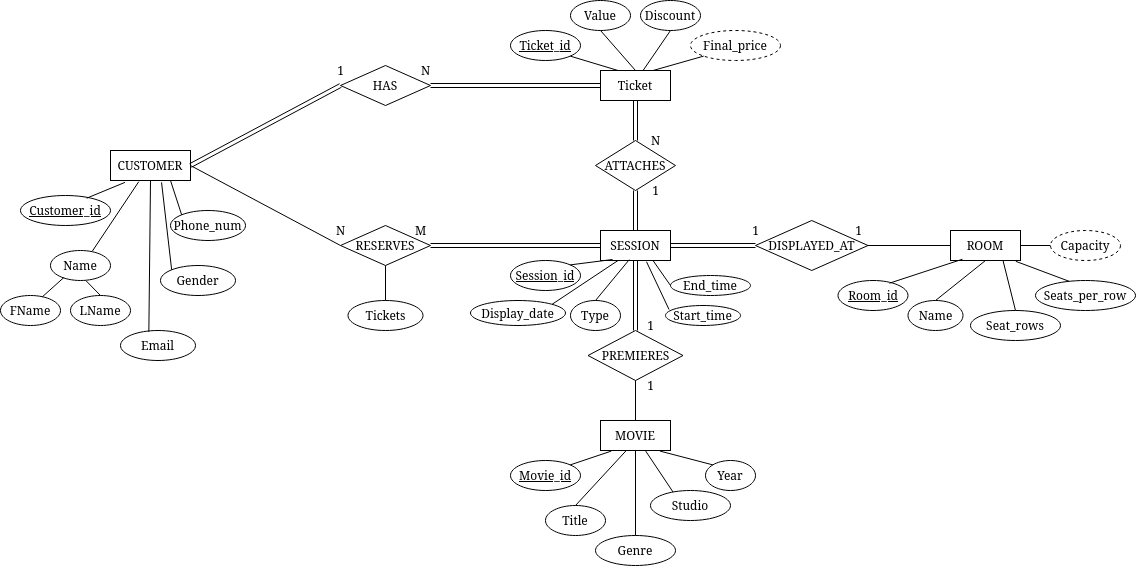 Value
Discount
Ticket_id
Final_price
1
N
HAS
Ticket
N
CUSTOMER
ATTACHES
1
Customer_id
Phone_num
N
M
1
1
RESERVES
SESSION
DISPLAYED_AT
ROOM
Capacity
Name
Session_id
Gender
End_time
Room_id
Seats_per_row
FName
LName
Tickets
Display_date
Type
Start_time
Name
Seat_rows
1
Email
PREMIERES
1
MOVIE
Movie_id
Year
Studio
Title
Genre